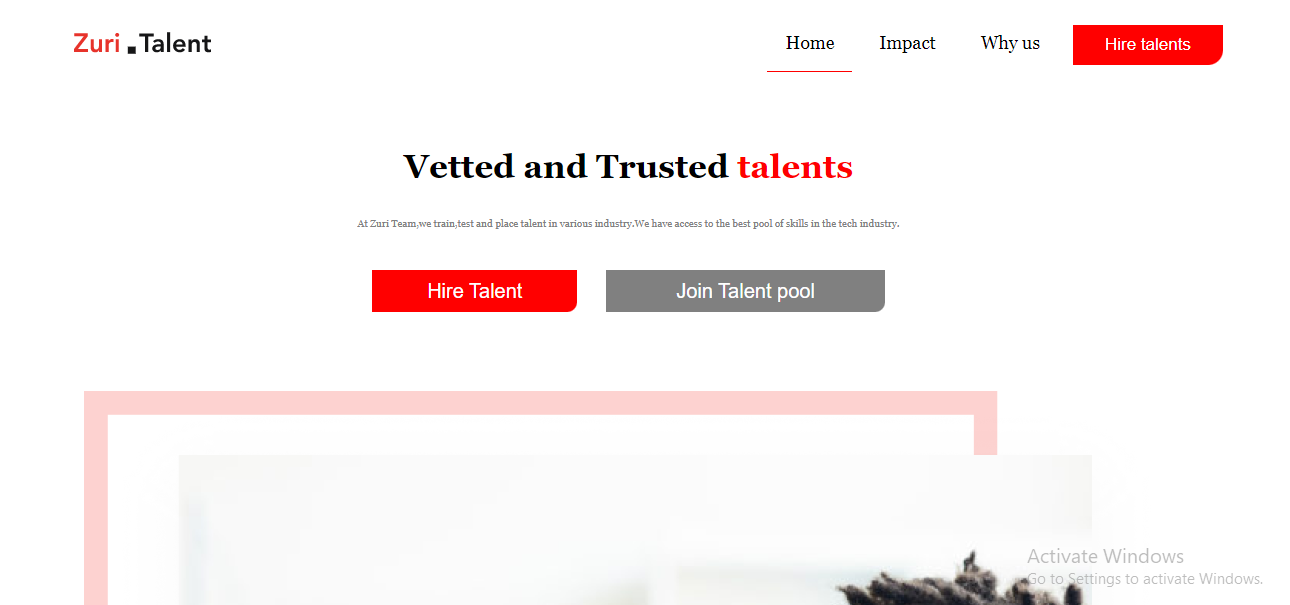 Zuri .Talent
Home Impact Why us Hire talents
Vetted and Trusted talents
At Zuri Team,we train,test and place talent in various industry.We have access to the best pool of skills in the tech industry.
Hire Talent Join Talent pool
Activate Windows
Go to Settings to activate Windows.